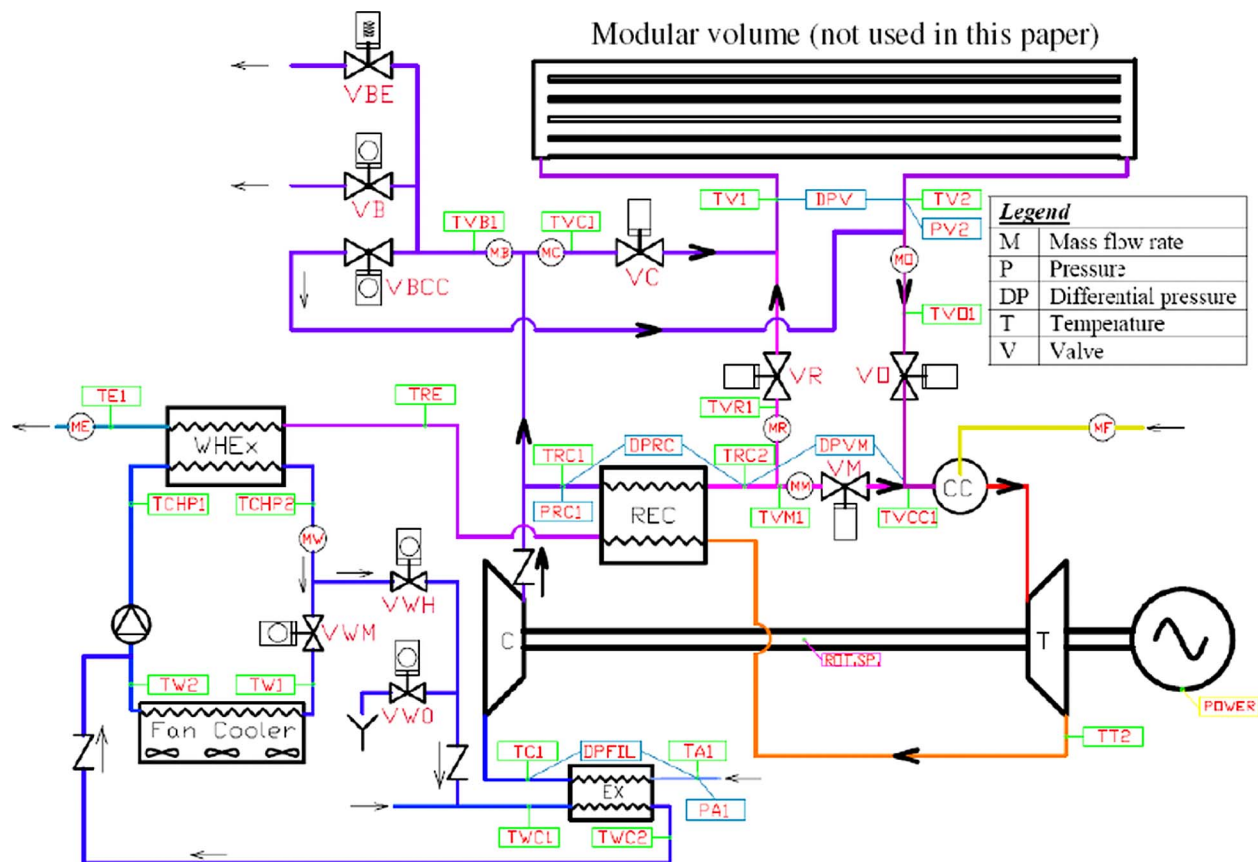 Modular volume (not used in this paper)
VBE
VB
TVB1
TVC1
TV1
DPV
TV2
PV2
MB
MC
VC
VBCC
MO
TVO1
Legend
M Mass flow rate
P Pressure
DP Differential pressure
T Temperature
V Valve
TE1
ME
WHEx
TRE
VR
VO
TVR1
MR
MF
TRC1
DPRC
TRC2
DPVM
VM
MM
CC
PRC1
REC
TVM1
TVCC1
TCHP1
TCHP2
MW
VWH
VWM
C
T
ROT.SP.
TW2
TW1
VWO
Fan Cooler
POWER
TT2
TC1
DPFIL
TA1
EX
PA1
TWC1
TWC2